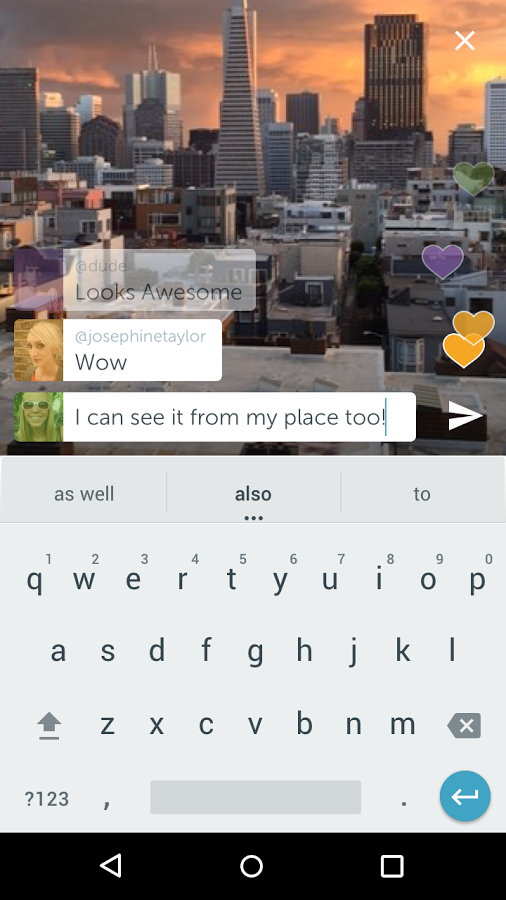 @dude
Looks Awesome
@josephinetaylor
Wow
I can see it from my place too!
as well also to
1 2 3 4 5 6 7 8 9 0
q w e r t y u i o p
a s d f g h j k l
z x c v b n m
?123 , .